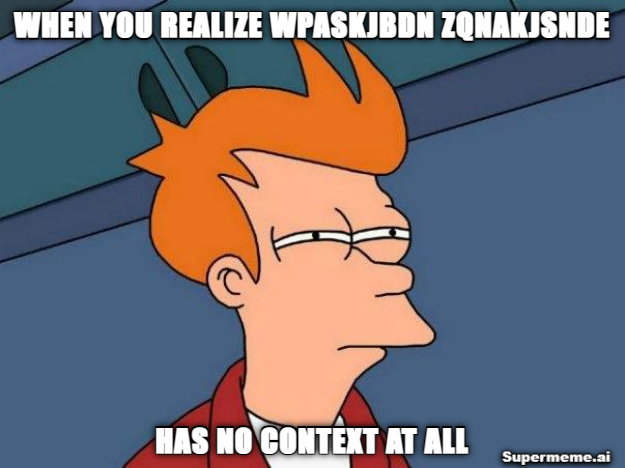 WHEN YOU REALIZE WPASKJBDN ZQNAKJSNDE
HAS NO CONTEXT AT ALL
Supermeme.ai